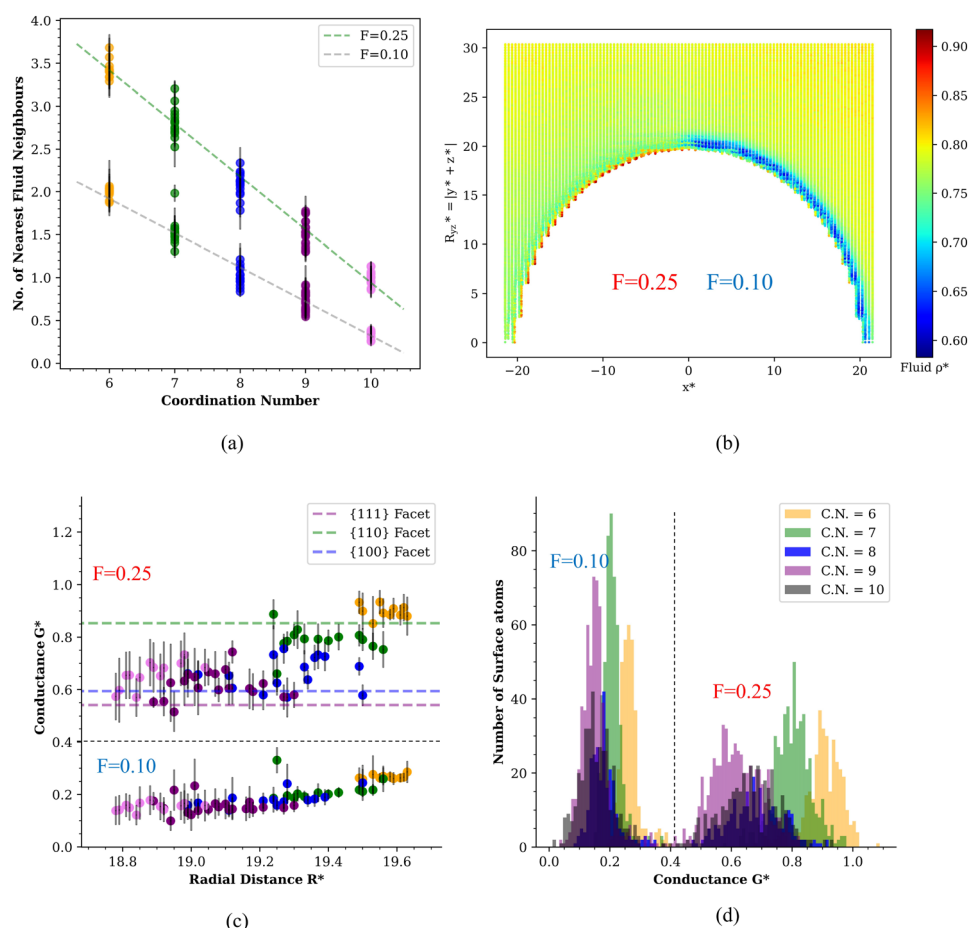 4.0
3.5
3.0
2.5
2.0
1.5
1.0
0.5
0.0
No. of Nearest Fluid Neighbours
F=0.25
F=0.10
6 7 8 9 10
Coordination Number
(a)
30
25
20
15
10
5
0
R_yz* = |y* + z*|
F=0.25 F=0.10
−20 −10 0 10 20
x*
0.90
0.85
0.80
0.75
0.70
0.65
0.60
Fluid ρ*
(b)
1.2
1.0
0.8
0.6
0.4
0.2
0.0
Conductance G*
{111} Facet
{110} Facet
{100} Facet
F=0.25
F=0.10
18.8 19.0 19.2 19.4 19.6
Radial Distance R*
(c)
80
60
40
20
0
Number of Surface atoms
C.N. = 6
C.N. = 7
C.N. = 8
C.N. = 9
C.N. = 10
F=0.10
F=0.25
0.0 0.2 0.4 0.6 0.8 1.0
Conductance G*
(d)